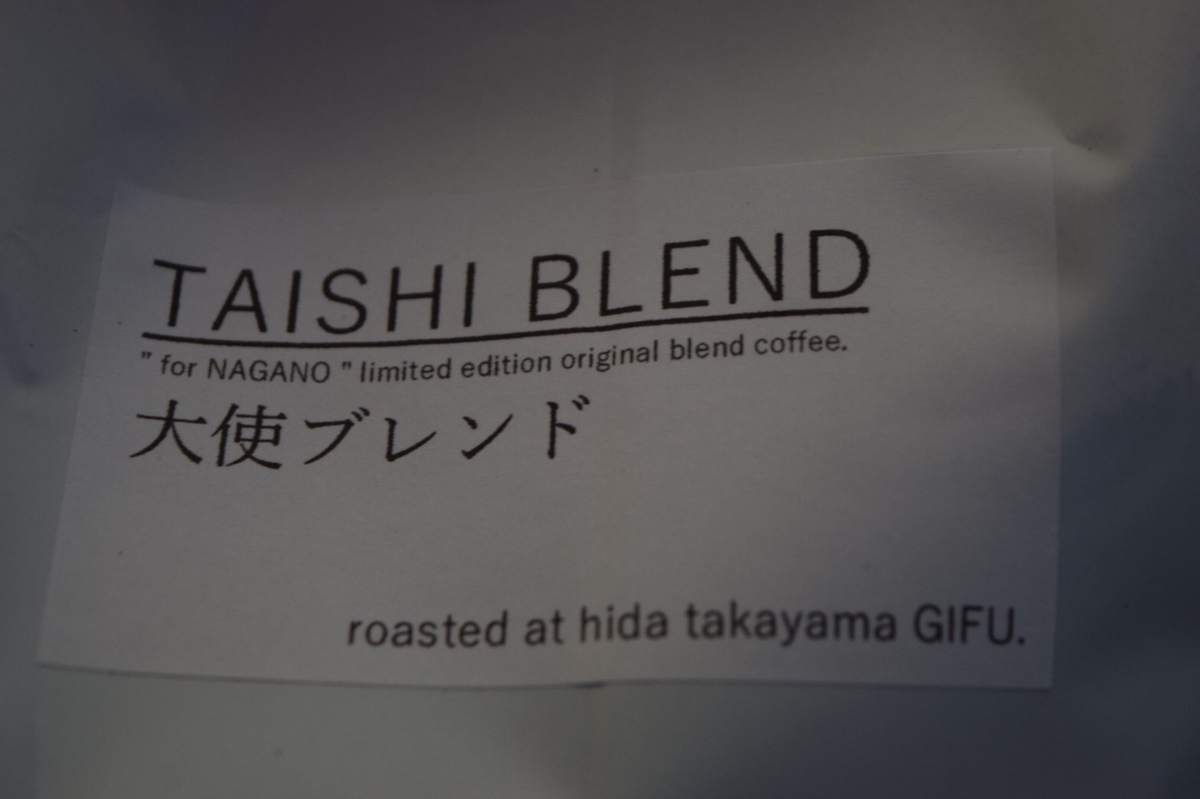 TAISHI BLEND
" for NAGANO " limited edition original blend coffee.
大使ブレンド
roasted at hida takayama GIFU.